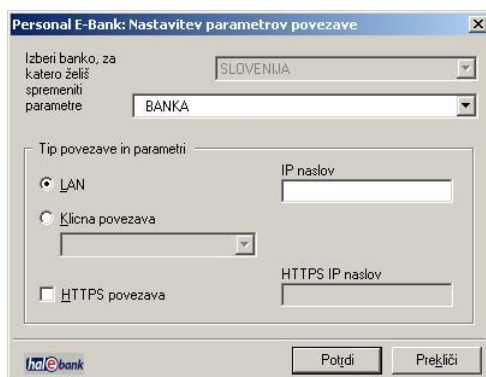 Personal E-Bank: Nastavitev parametrov povezave
Izberi banko, za
katero želiš
spremeniti
parametre
SLOVENIJA
BANKA
Tip povezave in parametri
LAN
IP naslov
Klicna povezava
HTTPS povezava
HTTPS IP naslov
hal@bank
Potrdi
Prekliči